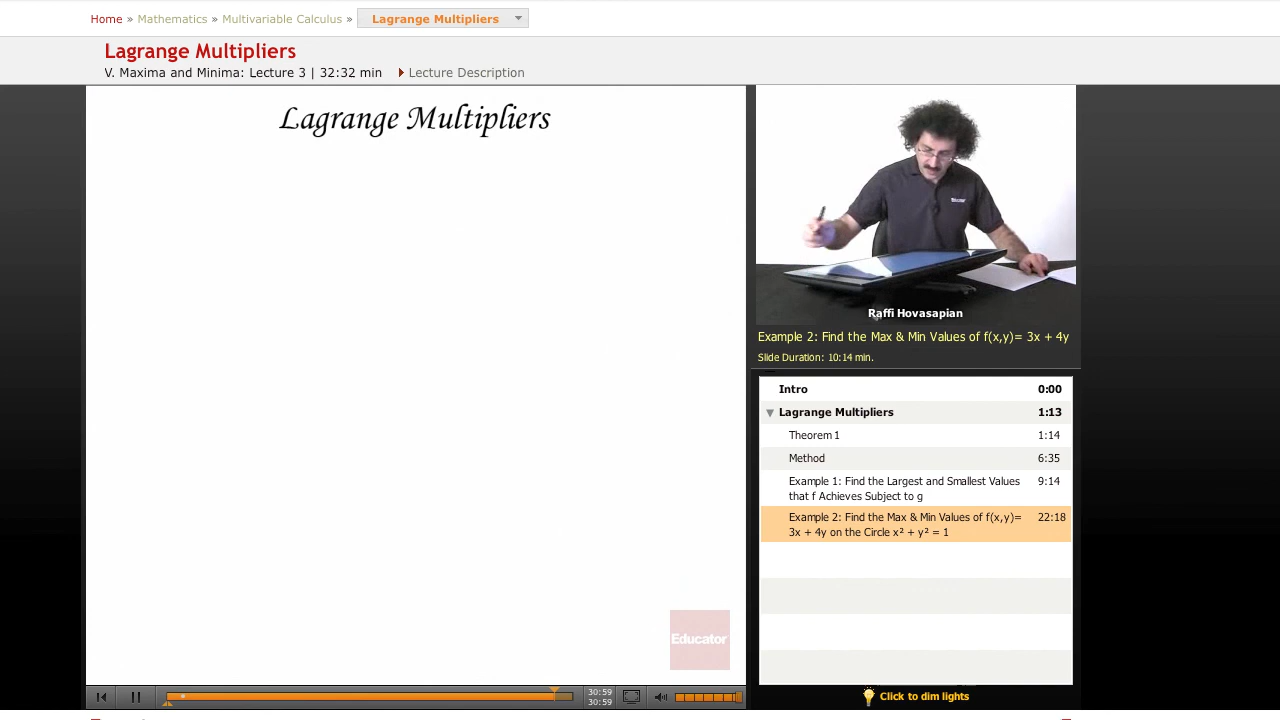 Home » Mathematics » Multivariable Calculus » Lagrange Multipliers
Lagrange Multipliers
V. Maxima and Minima: Lecture 3 | 32:32 min Lecture Description
Lagrange Multipliers
Educator
30:59
30:59
Raffi Hovasapian
Example 2: Find the Max & Min Values of f(x,y)= 3x + 4y
Slide Duration: 10:14 min.
Intro 0:00
Lagrange Multipliers 1:13
Theorem 1 1:14
Method 6:35
Example 1: Find the Largest and Smallest Values 9:14
that f Achieves Subject to g
Example 2: Find the Max & Min Values of f(x,y)= 22:18
3x + 4y on the Circle x² + y² = 1
Click to dim lights